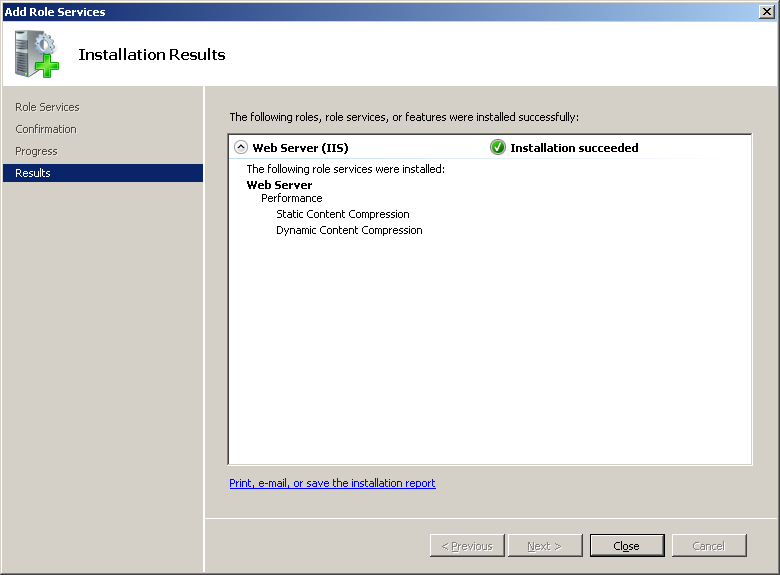 Add Role Services
Installation Results
Role Services
Confirmation
Progress
Results
The following roles, role services, or features were installed successfully:
Web Server (IIS) Installation succeeded
The following role services were installed:
Web Server
Performance
Static Content Compression
Dynamic Content Compression
Print, e-mail, or save the installation report
< Previous Next > Close Cancel